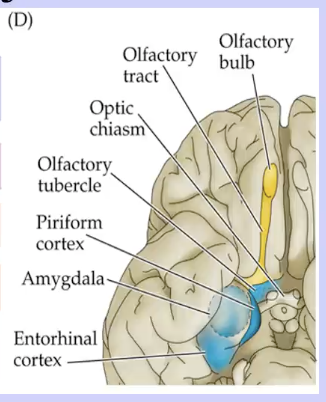 (D)
Olfactory
bulb
Olfactory
tract
Optic
chiasm
Olfactory
tubercle
Piriform
cortex
Amygdala
Entorhinal
cortex